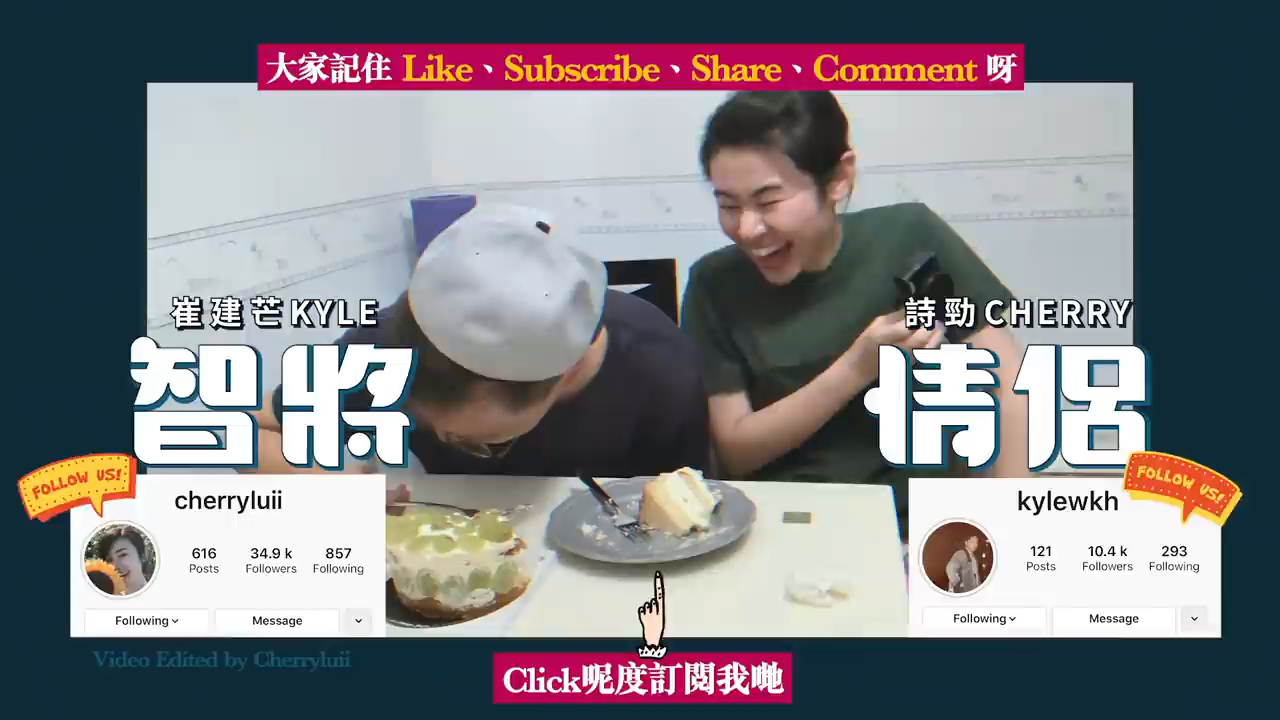 大家記住 Like、Subscribe、Share、Comment 呀
崔建芒KYLE
智將
詩勁CHERRY
情侶
FOLLOW US!
cherryluii
616
34.9 k
857
Posts
Followers
Following
Following
Message
FOLLOW US!
kylewkh
121
10.4 k
293
Posts
Followers
Following
Following
Message
Video Edited by Cherryluii
Click呢度訂閱我哋